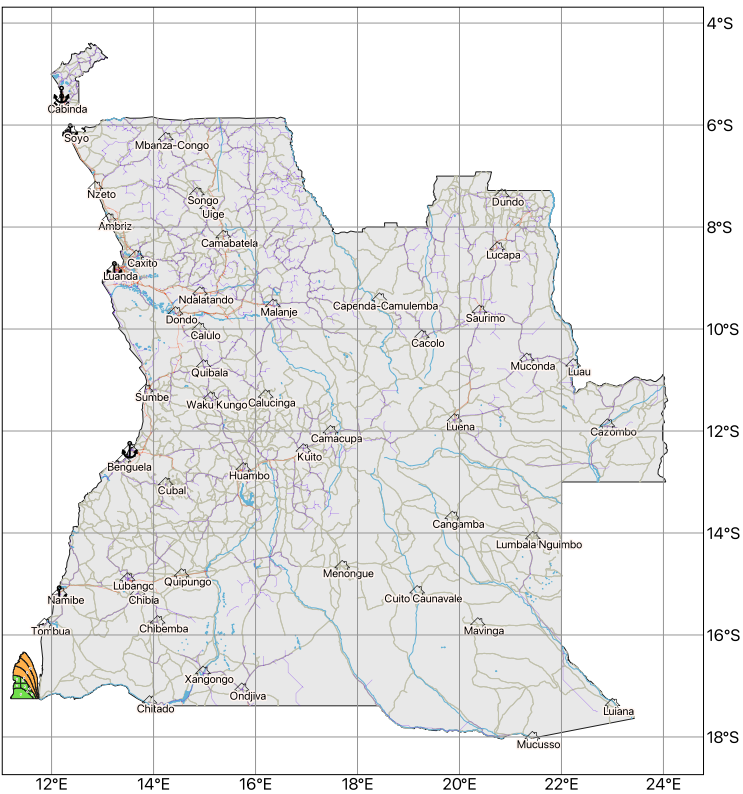 4°S
Cabinda
6°S
Soyo
Mbanza-Congo
Nzeto
Songo
Dundo
Uige
Ambriz
8°S
Camabatela
Lucapa
Caxito
Luanda
Ndalatando
Capenda-Camulemba
Malanje
Dondo
Saurimo
10°S
Calulo
Cacolo
Muconda
Luau
Quibala
Sumbe
Waku Kungo
Calucinga
Luena
12°S
Cazombo
Camacupa
Kuito
Benguela
Huambo
Cubal
Cangamba
14°S
Lumbala Nguimbo
Menongue
Lubango
Quipungo
Namibe
Chibia
Cuito Caunavale
Tombua
Chibemba
Mavinga
16°S
Xangongo
Ondjiva
Chitado
Luiana
18°S
Mucusso
12°E
14°E
16°E
18°E
20°E
22°E
24°E